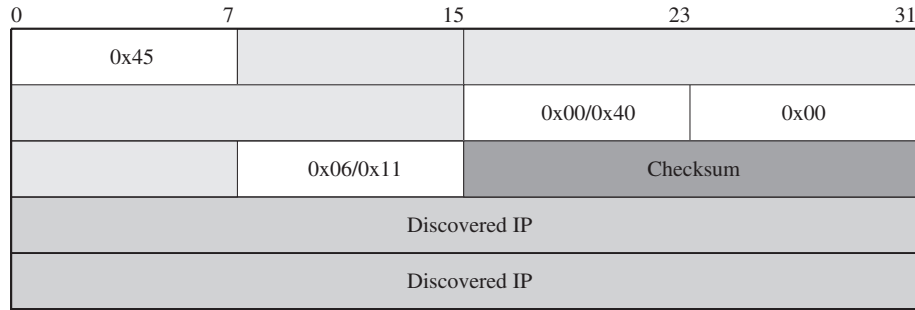 0 7 15 23 31
0x45
0x00/0x40 0x00
0x06/0x11 Checksum
Discovered IP
Discovered IP